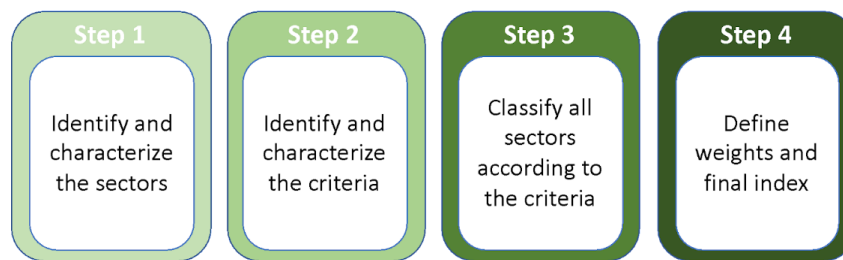 Step 1
Identify and
characterize
the sectors
Step 2
Identify and
characterize
the criteria
Step 3
Classify all
sectors
according to
the criteria
Step 4
Define
weights and
final index